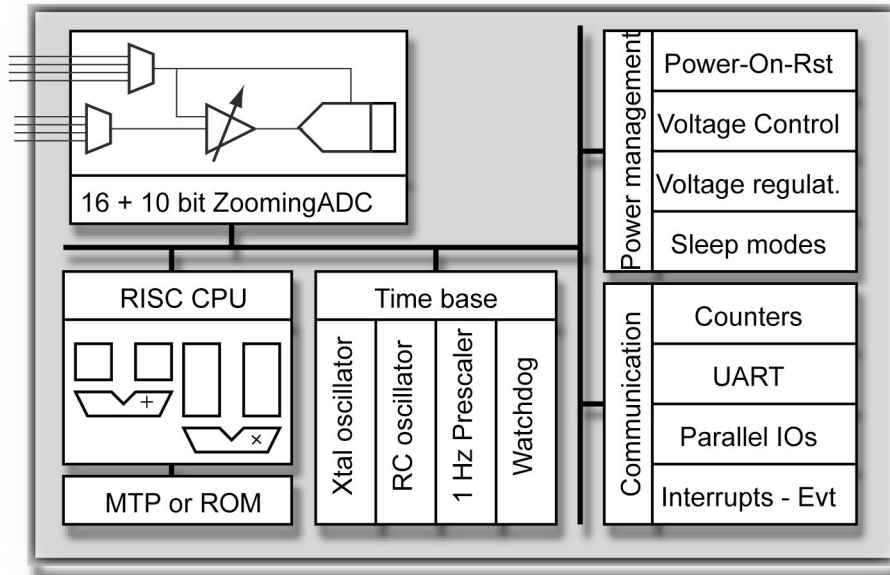 16 + 10 bit ZoomingADC
RISC CPU
+
×
MTP or ROM
Time base
Xtal oscillator
RC oscillator
1 Hz Prescaler
Watchdog
Power management
Power-On-Rst
Voltage Control
Voltage regulat.
Sleep modes
Communication
Counters
UART
Parallel IOs
Interrupts - Evt